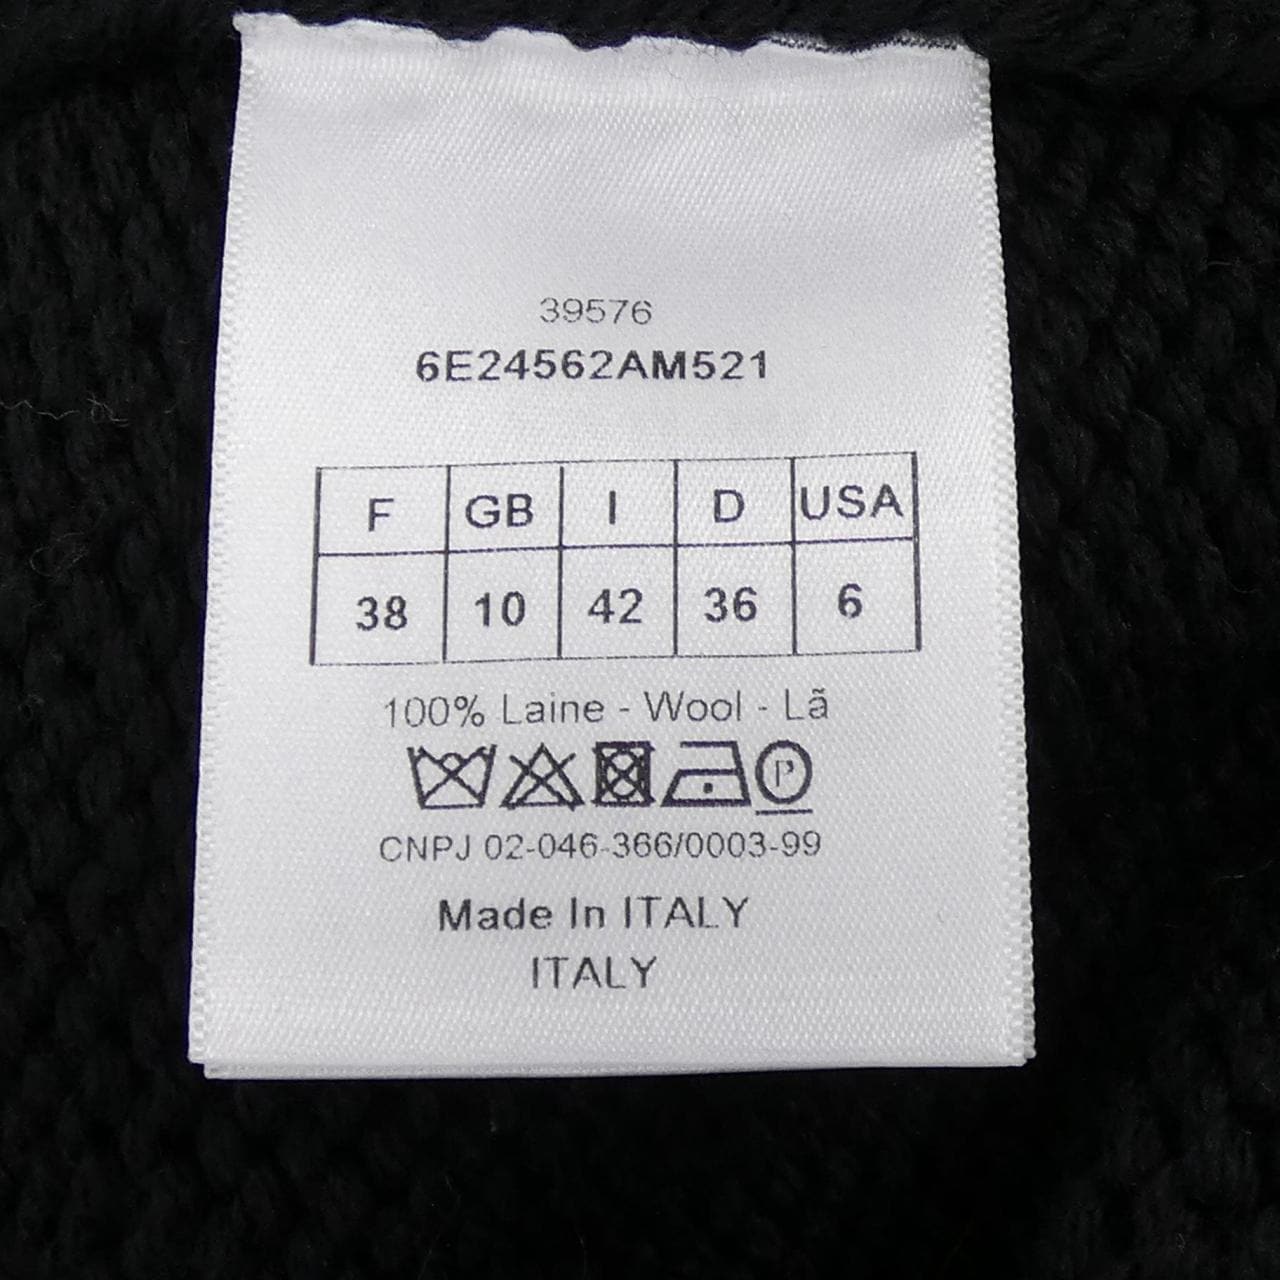 39576
6E24562AM521
F GB I D USA
38 10 42 36 6
100% Laine - Wool - Lã
P
CNPJ 02-046-366/0003-99
Made In ITALY
ITALY